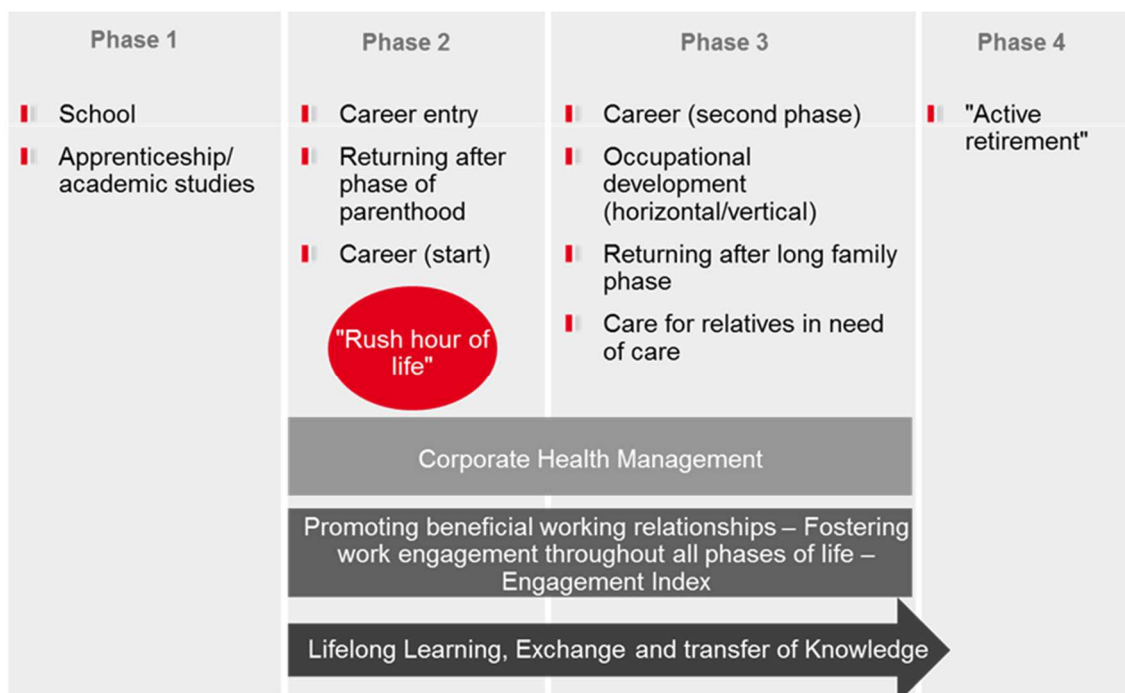 Phase 1
School
Apprenticeship/
academic studies
Phase 2
Career entry
Returning after
phase of
parenthood
Career (start)
"Rush hour of
life"
Phase 3
Career (second phase)
Occupational
development
(horizontal/vertical)
Returning after long family
phase
Care for relatives in need
of care
Phase 4
"Active
retirement"
Corporate Health Management
Promoting beneficial working relationships – Fostering
work engagement throughout all phases of life –
Engagement Index
Lifelong Learning, Exchange and transfer of Knowledge